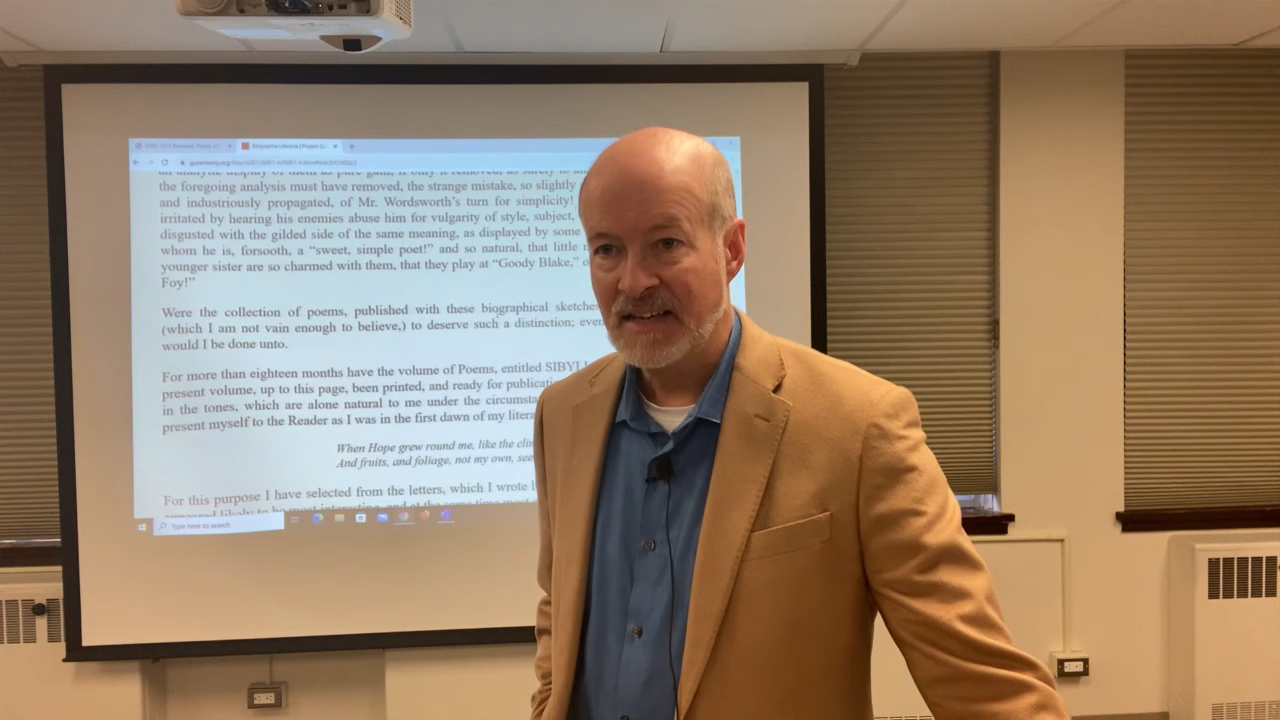 Biographia Literaria | Project Gu
the foregoing analysis must have removed, the strange mistake, so slightly
and industriously propagated, of Mr. Wordsworth's turn for simplicity!
irritated by hearing his enemies abuse him for vulgarity of style, subject,
disgusted with the gilded side of the same meaning, as displayed by some
whom he is, forsooth, a “sweet, simple poet!” and so natural, that little
younger sister are so charmed with them, that they play at “Goody Blake,”
Foy!”
Were the collection of poems, published with these biographical sketches
(which I am not vain enough to believe,) to deserve such a distinction; even
would I be done unto.
For more than eighteen months have the volume of Poems, entitled SIBYL
present volume, up to this page, been printed, and ready for publicati
in the tones, which are alone natural to me under the circumsta
present myself to the Reader as I was in the first dawn of my litera
When Hope grew round me, like the
And fruits, and foliage, not my own,
For this purpose I have selected from the letters, which I wrote
Type here to search